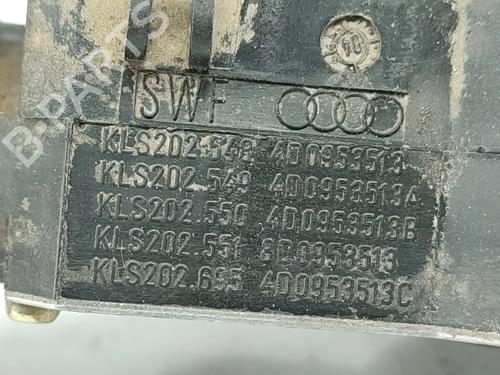 B-PARTS
SWF
KLS202.548 4D0953513
KLS202.549 4D0953513A
KLS202.550 4D0953513B
KLS202.551 8D0953513
KLS202.695 4D0953513C